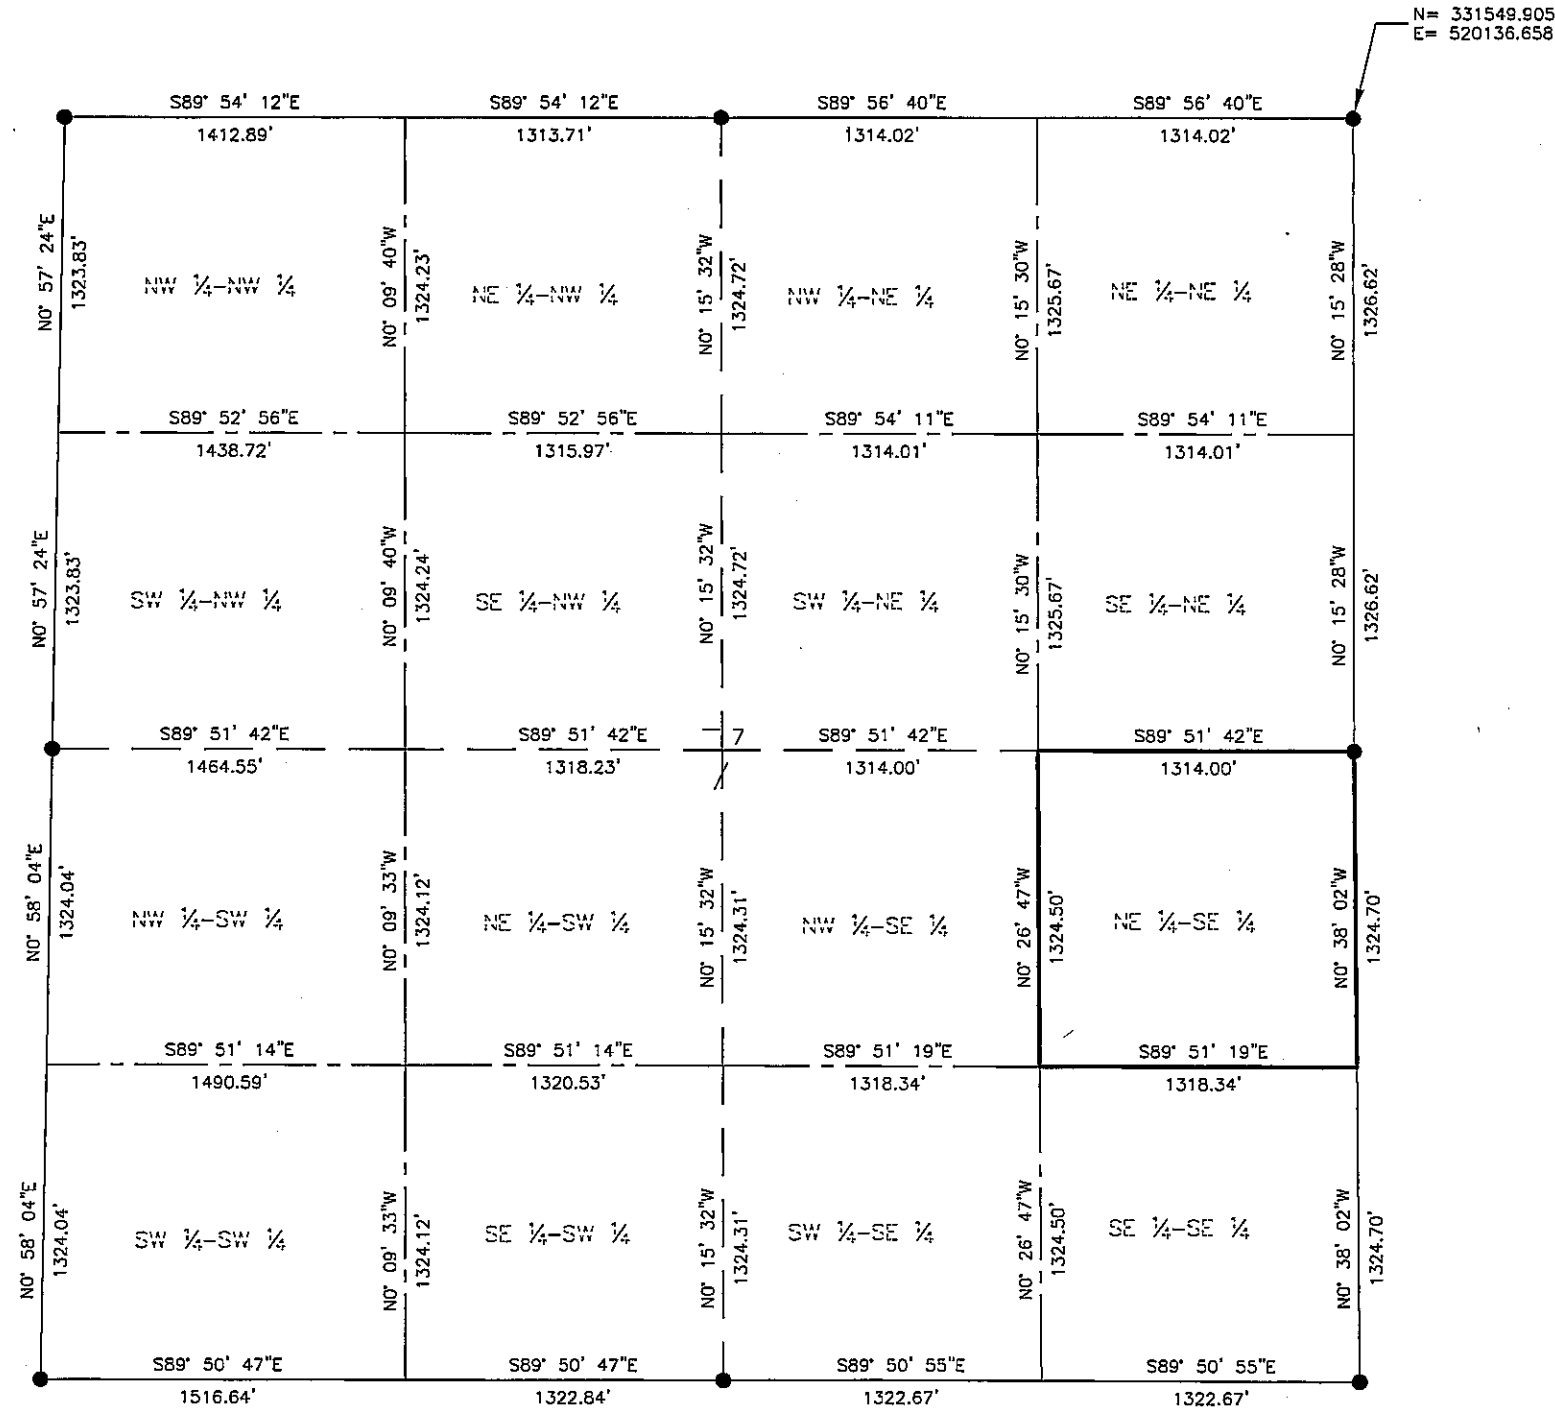 N= 331549.905
E= 520136.658
S89° 54' 12"E
S89° 54' 12"E
S89° 56' 40"E
S89° 56' 40"E
1412.89'
1313.71'
1314.02'
1314.02'
N0° 57' 24"E
1323.83'
NW ¼-NW ¼
N0° 09' 40"W
1324.23'
NE ¼-NW ¼
N0° 15' 32"W
1324.72'
NW ¼-NE ¼
N0° 15' 30"W
1325.67'
NE ¼-NE ¼
N0° 15' 28"W
1326.62'
S89° 52' 56"E
S89° 52' 56"E
S89° 54' 11"E
S89° 54' 11"E
1438.72'
1315.97'
1314.01'
1314.01'
N0° 57' 24"E
1323.83'
SW ¼-NW ¼
N0° 09' 40"W
1324.24'
SE ¼-NW ¼
N0° 15' 32"W
1324.72'
SW ¼-NE ¼
N0° 15' 30"W
1325.67'
SE ¼-NE ¼
N0° 15' 28"W
1326.62'
S89° 51' 42"E
S89° 51' 42"E
7
S89° 51' 42"E
S89° 51' 42"E
1464.55'
1318.23'
1314.00'
1314.00'
N0° 58' 04"E
1324.04'
NW ¼-SW ¼
N0° 09' 33"W
1324.12'
NE ¼-SW ¼
N0° 15' 32"W
1324.31'
NW ¼-SE ¼
N0° 26' 47"W
1324.50'
NE ¼-SE ¼
N0° 38' 02"W
1324.70'
S89° 51' 14"E
S89° 51' 14"E
S89° 51' 19"E
S89° 51' 19"E
1490.59'
1320.53'
1318.34'
1318.34'
N0° 58' 04"E
1324.04'
SW ¼-SW ¼
N0° 09' 33"W
1324.12'
SE ¼-SW ¼
N0° 15' 32"W
1324.31'
SW ¼-SE ¼
N0° 26' 47"W
1324.50'
SE ¼-SE ¼
N0° 38' 02"W
1324.70'
S89° 50' 47"E
S89° 50' 47"E
S89° 50' 55"E
S89° 50' 55"E
1516.64'
1322.84'
1322.67'
1322.67'